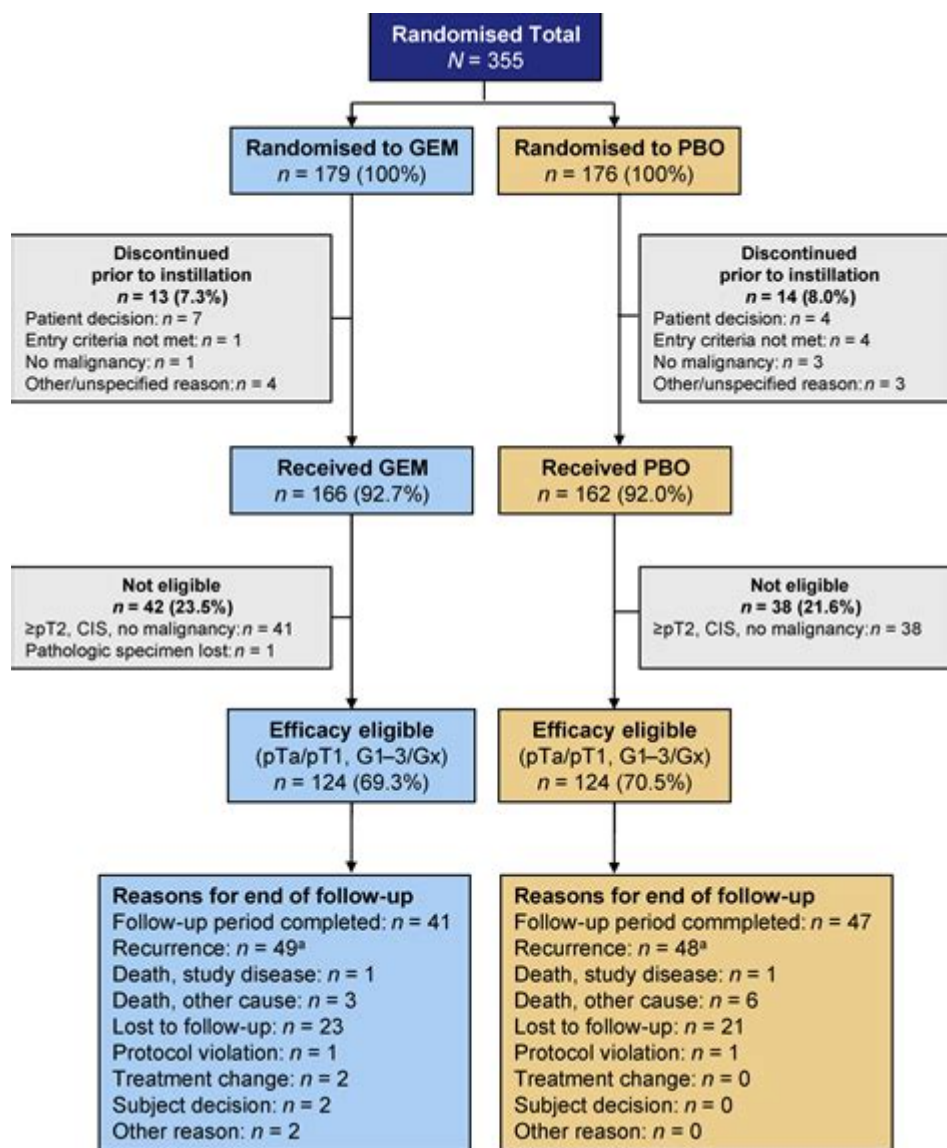 Randomised Total
N = 355
Randomised to GEM
n = 179 (100%)
Randomised to PBO
n = 176 (100%)
Discontinued
prior to instillation
n = 13 (7.3%)
Patient decision: n = 7
Entry criteria not met: n = 1
No malignancy: n = 1
Other/unspecified reason: n = 4
Discontinued
prior to instillation
n = 14 (8.0%)
Patient decision: n = 4
Entry criteria not met: n = 4
No malignancy: n = 3
Other/unspecified reason: n = 3
Received GEM
n = 166 (92.7%)
Received PBO
n = 162 (92.0%)
Not eligible
n = 42 (23.5%)
≥pT2, CIS, no malignancy: n = 41
Pathologic specimen lost: n = 1
Not eligible
n = 38 (21.6%)
≥pT2, CIS, no malignancy: n = 38
Efficacy eligible
(pTa/pT1, G1–3/Gx)
n = 124 (69.3%)
Efficacy eligible
(pTa/pT1, G1–3/Gx)
n = 124 (70.5%)
Reasons for end of follow-up
Follow-up period completed: n = 41
Recurrence: n = 49ᵃ
Death, study disease: n = 1
Death, other cause: n = 3
Lost to follow-up: n = 23
Protocol violation: n = 1
Treatment change: n = 2
Subject decision: n = 2
Other reason: n = 2
Reasons for end of follow-up
Follow-up period commpleted: n = 47
Recurrence: n = 48ᵃ
Death, study disease: n = 1
Death, other cause: n = 6
Lost to follow-up: n = 21
Protocol violation: n = 1
Treatment change: n = 0
Subject decision: n = 0
Other reason: n = 0